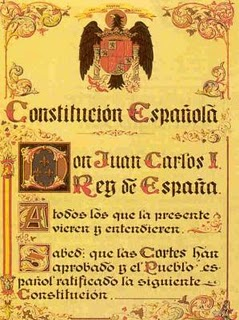 Constitución Española
Don Juan Carlos I,
Rey de España.
A todos los que la presente
vieren y entendieren.
Sabed: que las Cortes han
aprobado y el Pueblo es-
pañol ratificado la siguiente
Constitución.